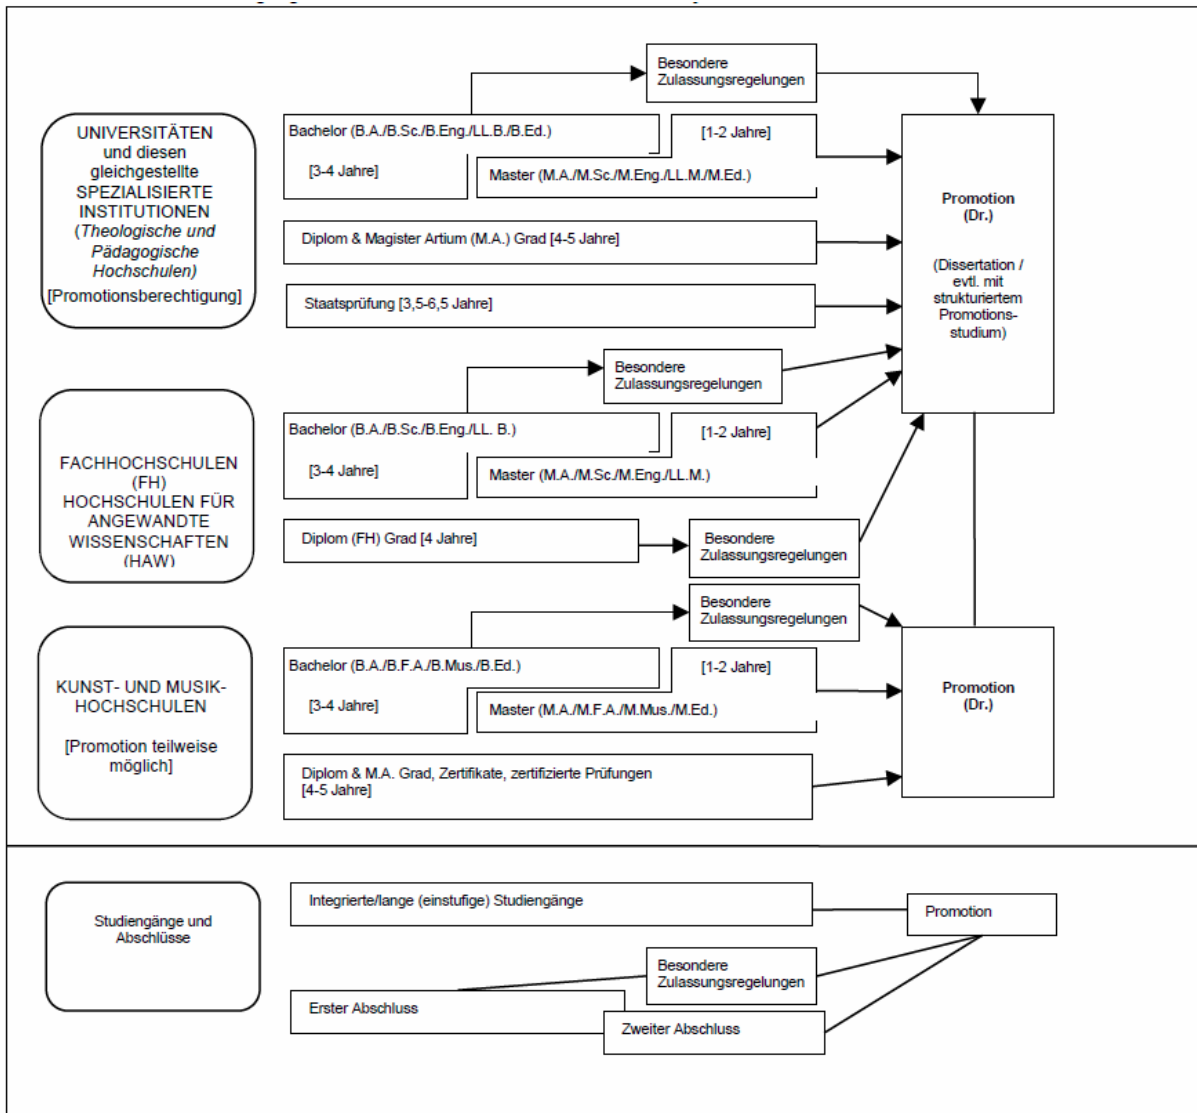 Besondere
Zulassungsregelungen
UNIVERSITÄTEN
und diesen
gleichgestellte
SPEZIALISIERTE
INSTITUTIONEN
(Theologische und
Pädagogische
Hochschulen)
[Promotionsberechtigung]
Bachelor (B.A./B.Sc./B.Eng./LL.B./B.Ed.)
[3-4 Jahre]
[1-2 Jahre]
Master (M.A./M.Sc./M.Eng./LL.M./M.Ed.)
Diplom & Magister Artium (M.A.) Grad [4-5 Jahre]
Staatsprüfung [3,5-6,5 Jahre]
Promotion
(Dr.)
(Dissertation /
evtl. mit
strukturiertem
Promotions-
studium)
Besondere
Zulassungsregelungen
FACHHOCHSCHULEN
(FH)
HOCHSCHULEN FÜR
ANGEWANDTE
WISSENSCHAFTEN
(HAW)
Bachelor (B.A./B.Sc./B.Eng./LL. B.)
[3-4 Jahre]
[1-2 Jahre]
Master (M.A./M.Sc./M.Eng./LL.M.)
Diplom (FH) Grad [4 Jahre]
Besondere
Zulassungsregelungen
Besondere
Zulassungsregelungen
KUNST- UND MUSIK-
HOCHSCHULEN
[Promotion teilweise
möglich]
Bachelor (B.A./B.F.A./B.Mus./B.Ed.)
[3-4 Jahre]
[1-2 Jahre]
Master (M.A./M.F.A./M.Mus./M.Ed.)
Diplom & M.A. Grad, Zertifikate, zertifizierte Prüfungen
[4-5 Jahre]
Promotion
(Dr.)
Studiengänge und
Abschlüsse
Integrierte/lange (einstufige) Studiengänge
Promotion
Besondere
Zulassungsregelungen
Erster Abschluss
Zweiter Abschluss